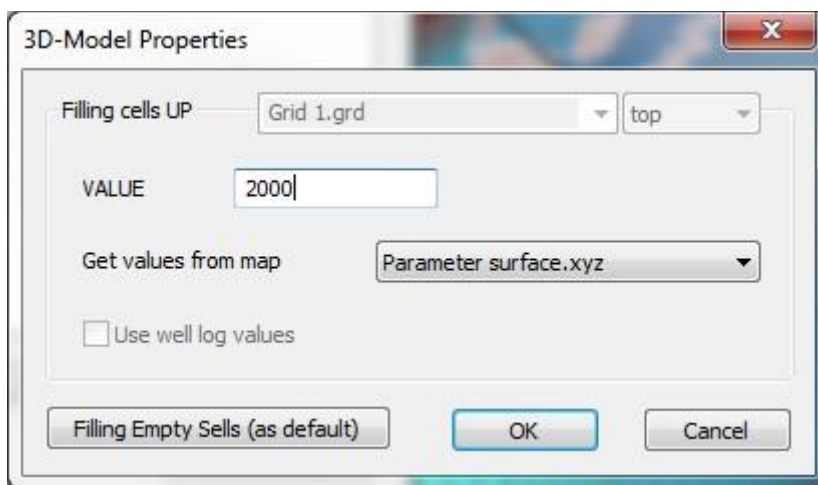 3D-Model Properties
Filling cells UP Grid 1.grd top
VALUE 2000
Get values from map Parameter surface.xyz
Use well log values
Filling Empty Sells (as default) OK Cancel